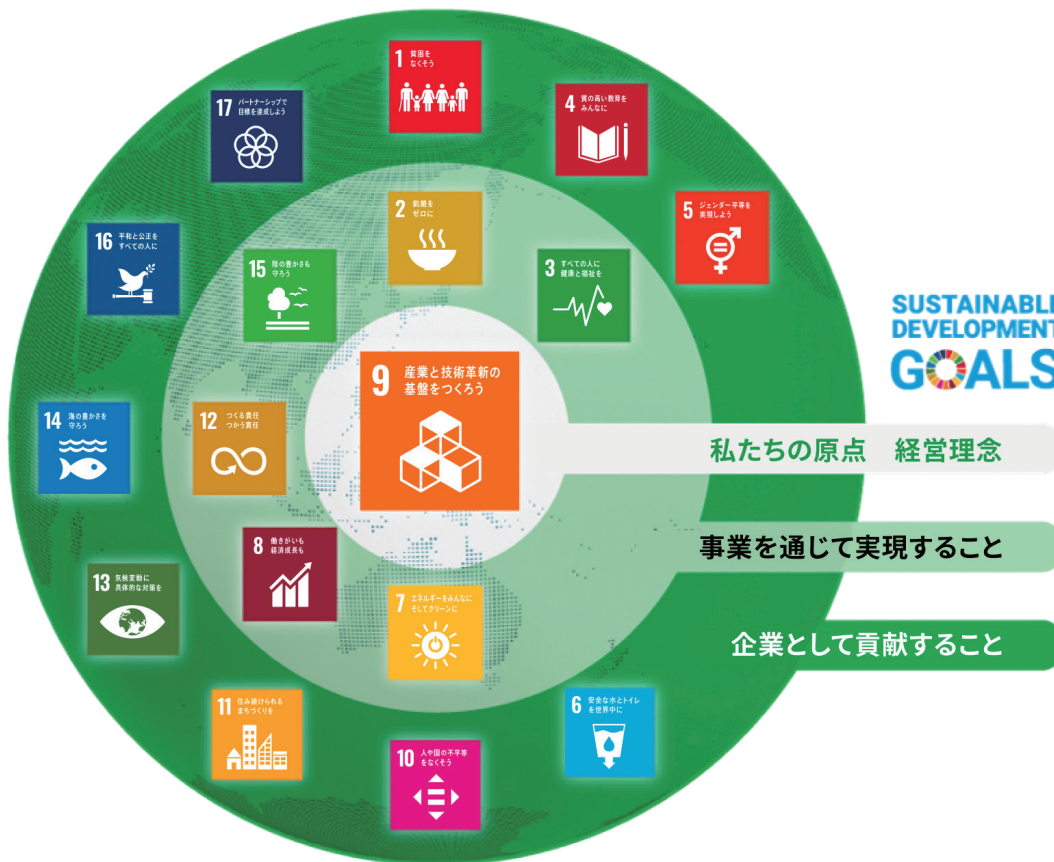 1 貧困を
なくそう
17 パートナーシップで
目標を達成しよう
4 質の高い教育を
みんなに
2 飢餓を
ゼロに
5 ジェンダー平等を
実現しよう
16 平和と公正を
すべての人に
15 陸の豊かさも
守ろう
3 すべての人に
健康と福祉を
SUSTAINABLE
DEVELOPMENT
GOALS
9 産業と技術革新の
基盤をつくろう
14 海の豊かさを
守ろう
12 つくる責任
つかう責任
私たちの原点 経営理念
8 働きがいも
経済成長も
事業を通じて実現すること
13 気候変動に
具体的な対策を
7 エネルギーをみんなに
そしてクリーンに
企業として貢献すること
11 住み続けられる
まちづくりを
6 安全な水とトイレ
を世界中に
10 人や国の不平等
をなくそう